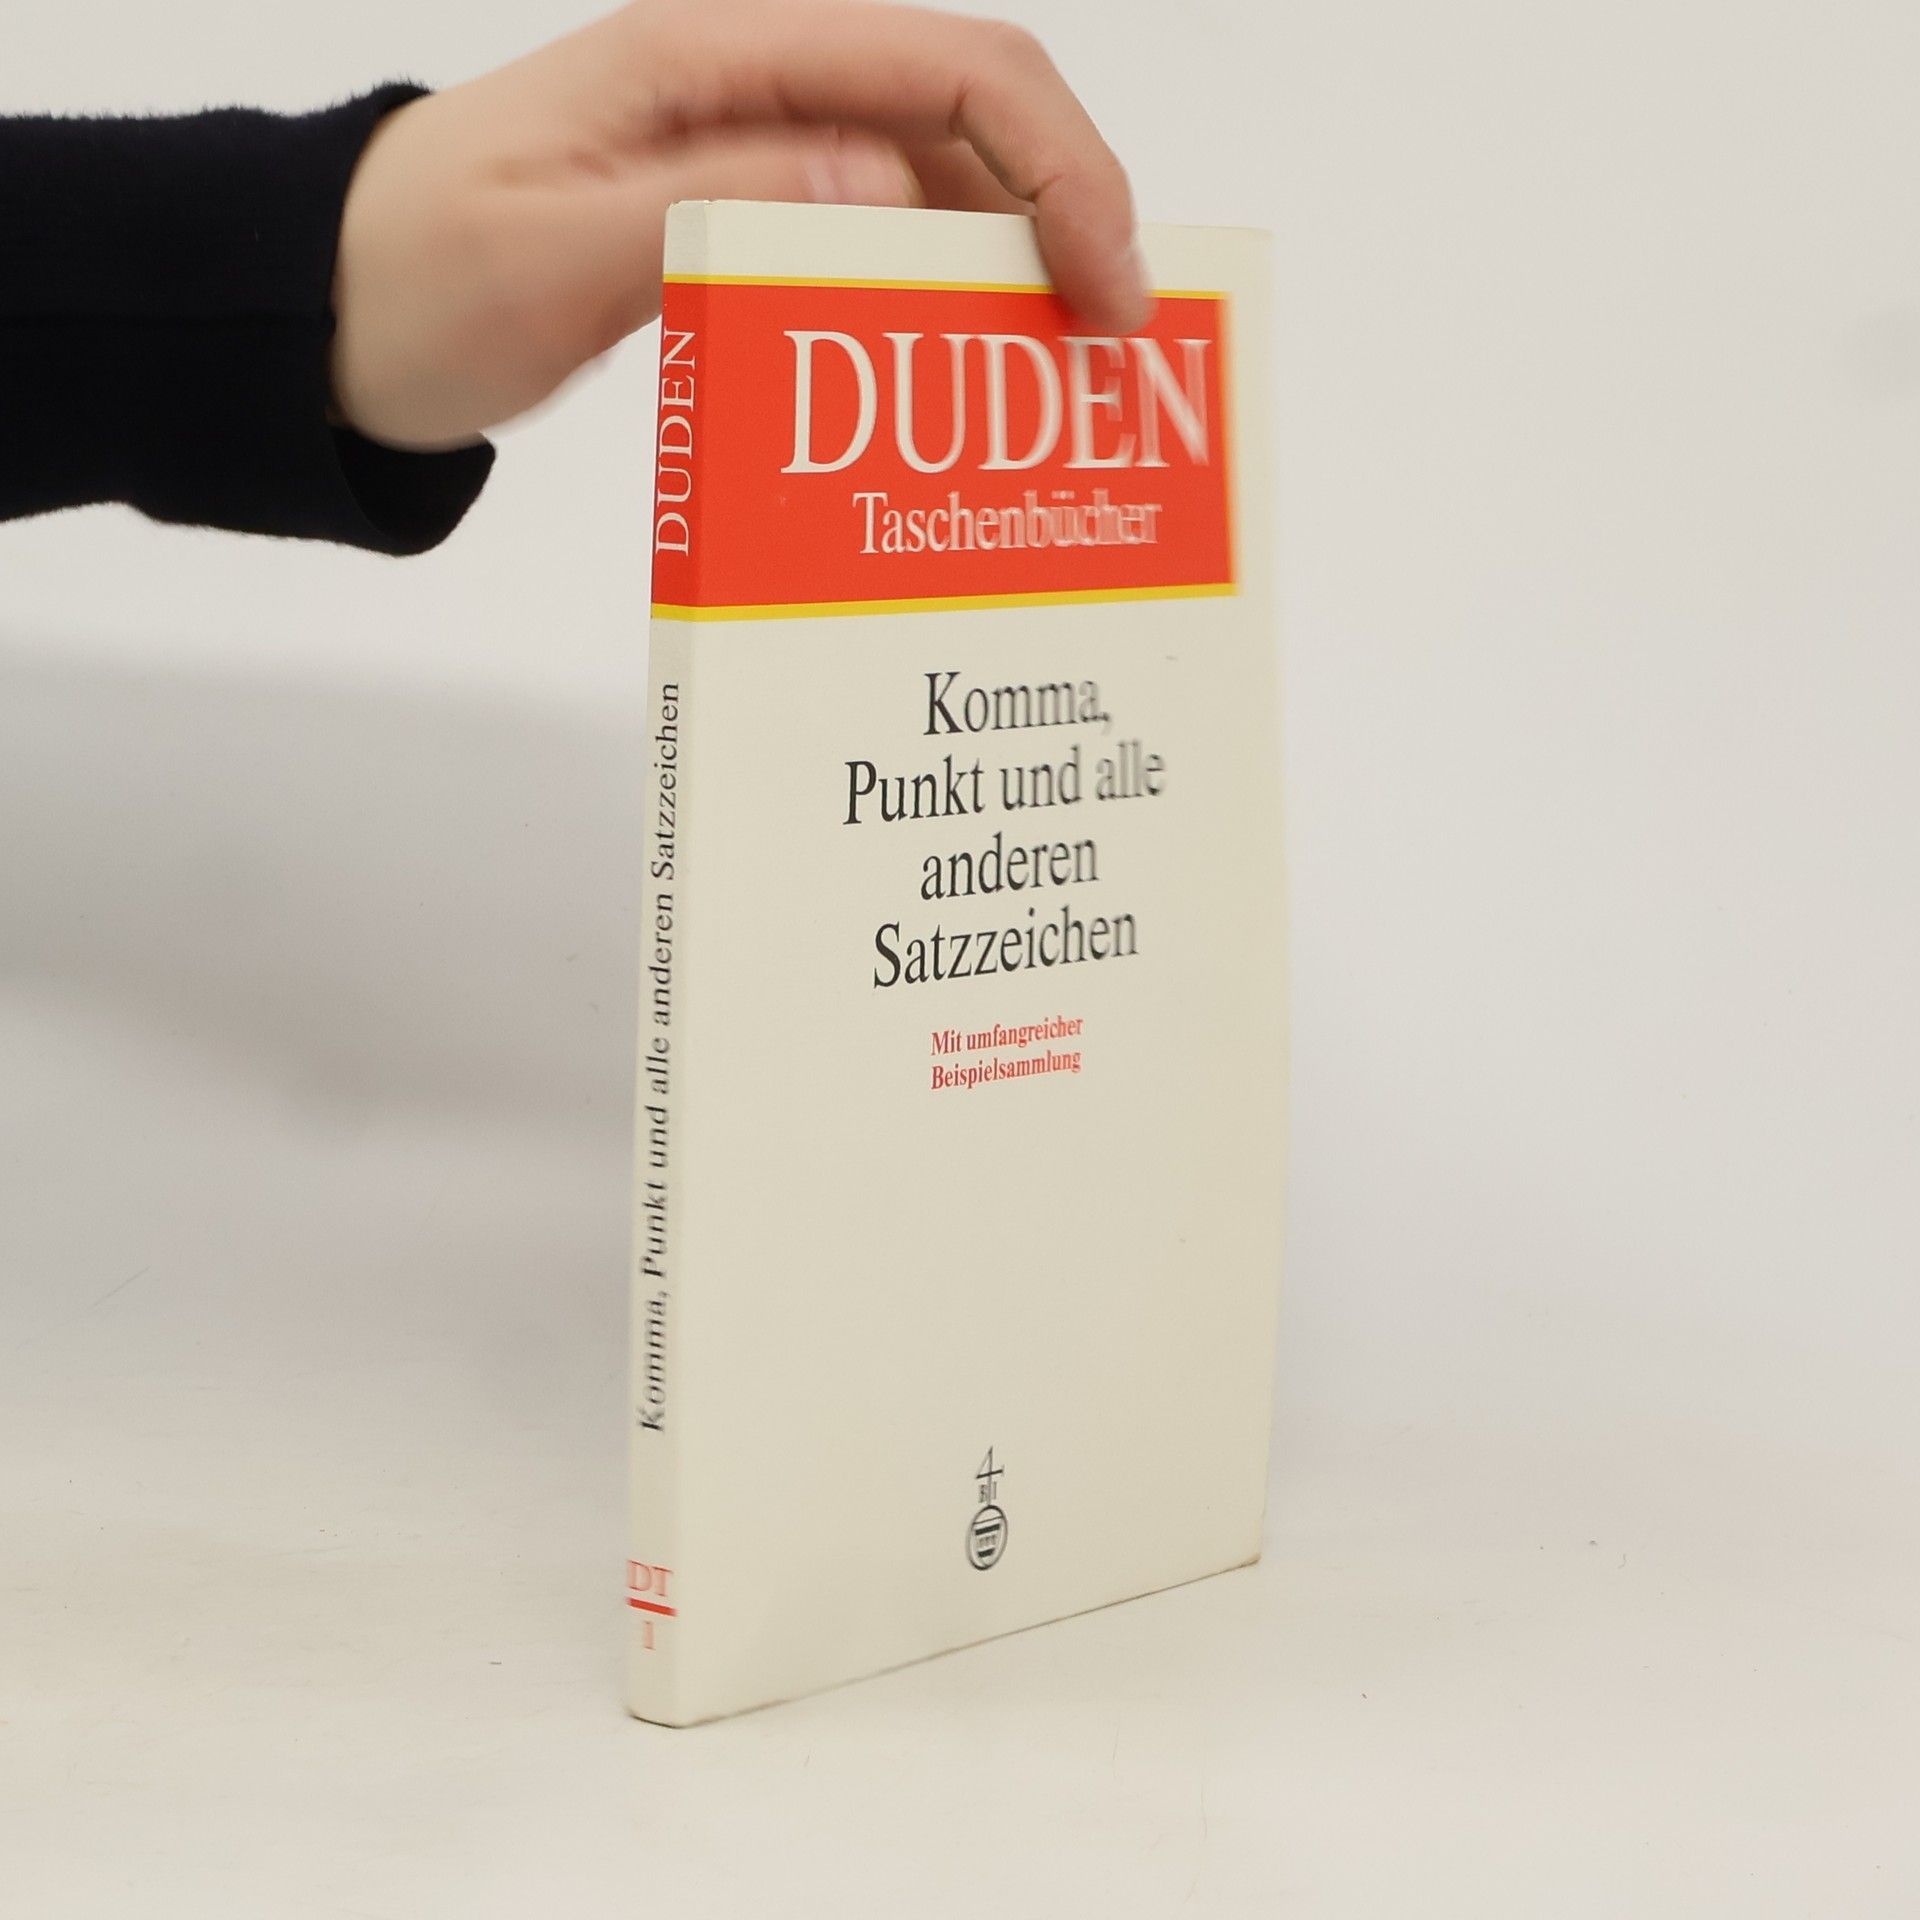 DUDEN
Taschenbücher
Komma,
Punkt und alle
anderen
Satzzeichen
Mit umfangreicher
Beispielsammlung
B I
DUDEN
Komma, Punkt und alle anderen Satzzeichen
DT
1